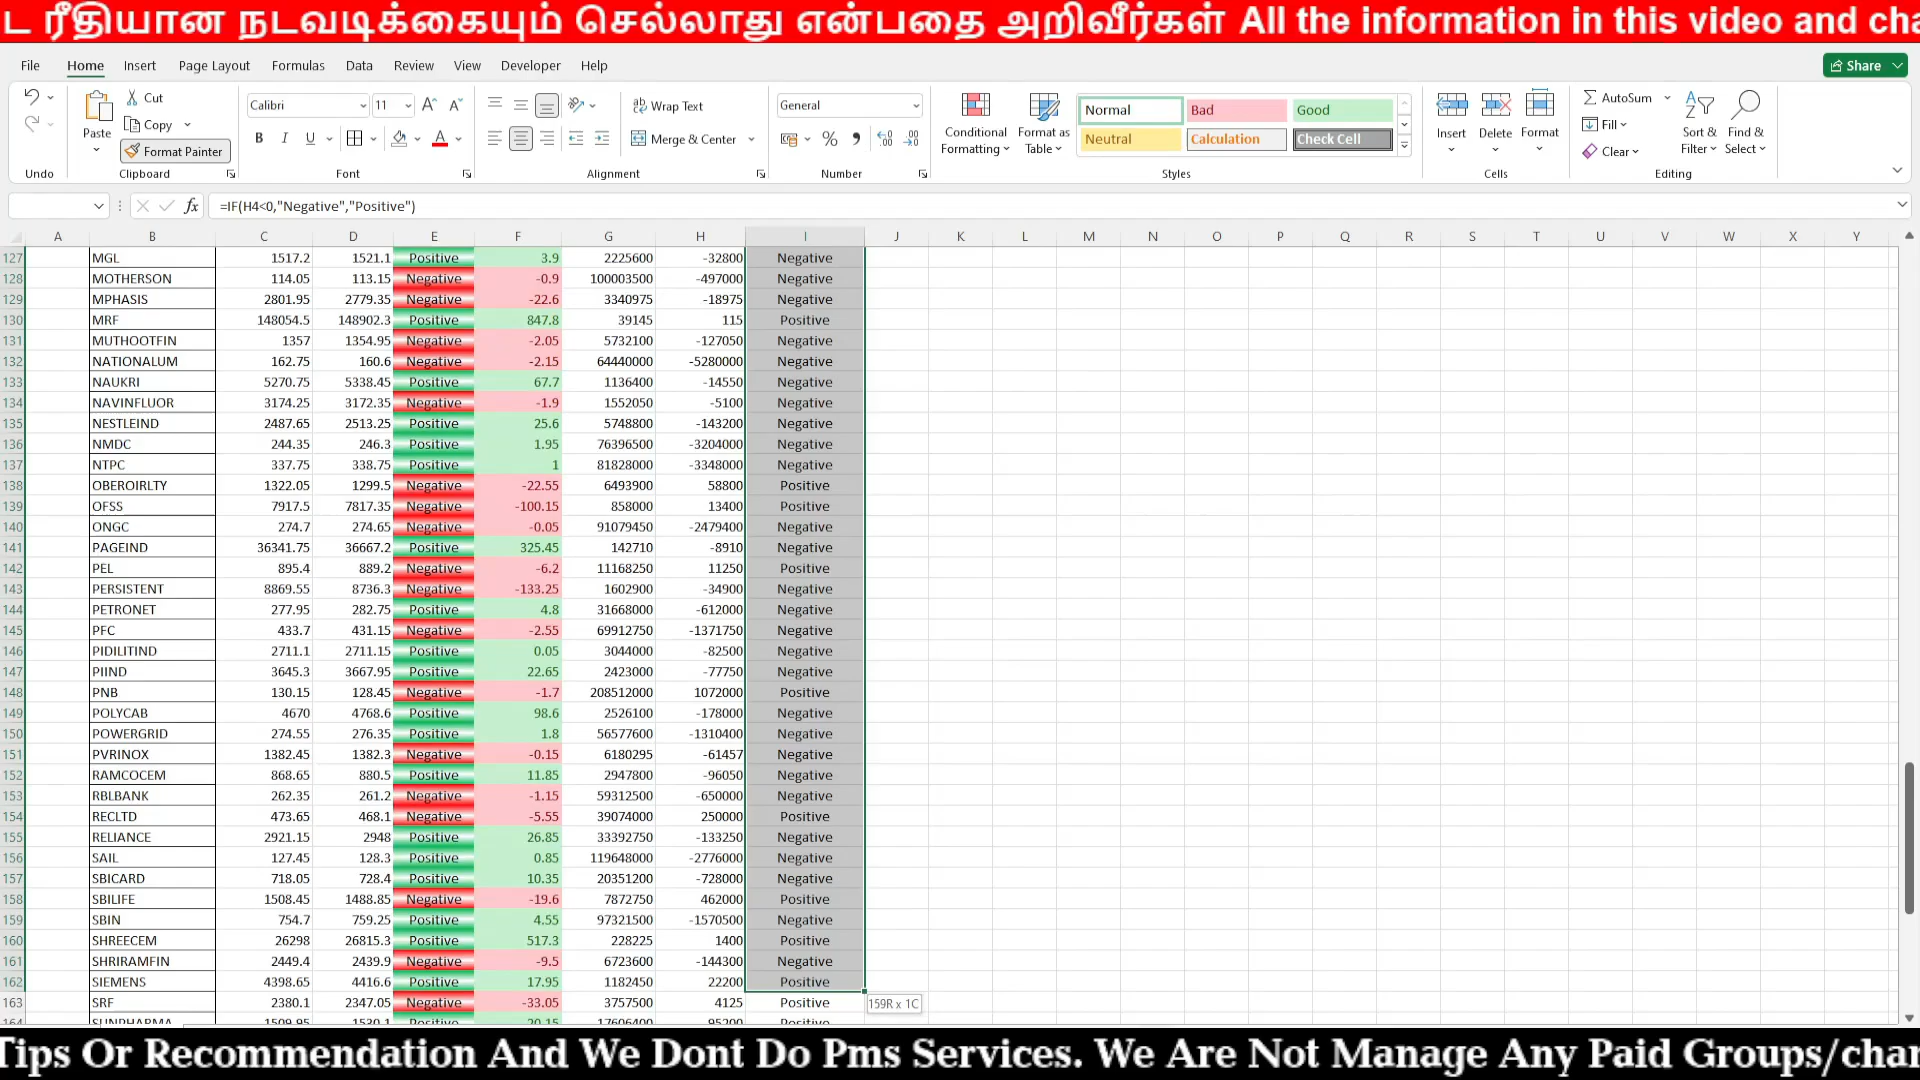 ட ரீதியான நடவடிக்கையும் செல்லாது என்பதை அறிவீர்கள் All the information in this video and cha
File Home Insert Page Layout Formulas Data Review View Developer Help Share
Cut
Copy
Paste
Format Painter
Calibri 11
B I U
Wrap Text
Merge & Center
General
Conditional Formatting
Format as Table
Normal Bad Good
Neutral Calculation Check Cell
Insert Delete Format
AutoSum
Fill
Clear
Sort & Filter
Find & Select
Undo Clipboard Font Alignment Number Styles Cells Editing
fx =IF(H4<0,"Negative","Positive")
A B C D E F G H I J K L M N O P Q R S T U V W X Y
127 MGL 1517.2 1521.1 Positive 3.9 2225600 -32800 Negative
128 MOTHERSON 114.05 113.15 Negative -0.9 100003500 -497000 Negative
129 MPHASIS 2801.95 2779.35 Negative -22.6 3340975 -18975 Negative
130 MRF 148054.5 148902.3 Positive 847.8 39145 115 Positive
131 MUTHOOTFIN 1357 1354.95 Negative -2.05 5732100 -127050 Negative
132 NATIONALUM 162.75 160.6 Negative -2.15 64440000 -5280000 Negative
133 NAUKRI 5270.75 5338.45 Positive 67.7 1136400 -14550 Negative
134 NAVINFLUOR 3174.25 3172.35 Negative -1.9 1552050 -5100 Negative
135 NESTLEIND 2487.65 2513.25 Positive 25.6 5748800 -143200 Negative
136 NMDC 244.35 246.3 Positive 1.95 76396500 -3204000 Negative
137 NTPC 337.75 338.75 Positive 1 81828000 -3348000 Negative
138 OBEROIRLTY 1322.05 1299.5 Negative -22.55 6493900 58800 Positive
139 OFSS 7917.5 7817.35 Negative -100.15 858000 13400 Positive
140 ONGC 274.7 274.65 Negative -0.05 91079450 -2479400 Negative
141 PAGEIND 36341.75 36667.2 Positive 325.45 142710 -8910 Negative
142 PEL 895.4 889.2 Negative -6.2 11168250 11250 Positive
143 PERSISTENT 8869.55 8736.3 Negative -133.25 1602900 -34900 Negative
144 PETRONET 277.95 282.75 Positive 4.8 31668000 -612000 Negative
145 PFC 433.7 431.15 Negative -2.55 69912750 -1371750 Negative
146 PIDILITIND 2711.1 2711.15 Positive 0.05 3044000 -82500 Negative
147 PIIND 3645.3 3667.95 Positive 22.65 2423000 -77750 Negative
148 PNB 130.15 128.45 Negative -1.7 208512000 1072000 Positive
149 POLYCAB 4670 4768.6 Positive 98.6 2526100 -178000 Negative
150 POWERGRID 274.55 276.35 Positive 1.8 56577600 -1310400 Negative
151 PVRINOX 1382.45 1382.3 Negative -0.15 6180295 -61457 Negative
152 RAMCOCEM 868.65 880.5 Positive 11.85 2947800 -96050 Negative
153 RBLBANK 262.35 261.2 Negative -1.15 59312500 -650000 Negative
154 RECLTD 473.65 468.1 Negative -5.55 39074000 250000 Positive
155 RELIANCE 2921.15 2948 Positive 26.85 33392750 -133250 Negative
156 SAIL 127.45 128.3 Positive 0.85 119648000 -2776000 Negative
157 SBICARD 718.05 728.4 Positive 10.35 20351200 -728000 Negative
158 SBILIFE 1508.45 1488.85 Negative -19.6 7872750 462000 Positive
159 SBIN 754.7 759.25 Positive 4.55 97321500 -1570500 Negative
160 SHREECEM 26298 26815.3 Positive 517.3 228225 1400 Positive
161 SHRIRAMFIN 2449.4 2439.9 Negative -9.5 6723600 -144300 Negative
162 SIEMENS 4398.65 4416.6 Positive 17.95 1182450 22200 Positive
163 SRF 2380.1 2347.05 Negative -33.05 3757500 4125 Positive
159R x 1C
164 SUNPHARMA 1509.95 1530.1 Positive 20.15 17606400 95200 Positive
Tips Or Recommendation And We Dont Do Pms Services. We Are Not Manage Any Paid Groups/chan